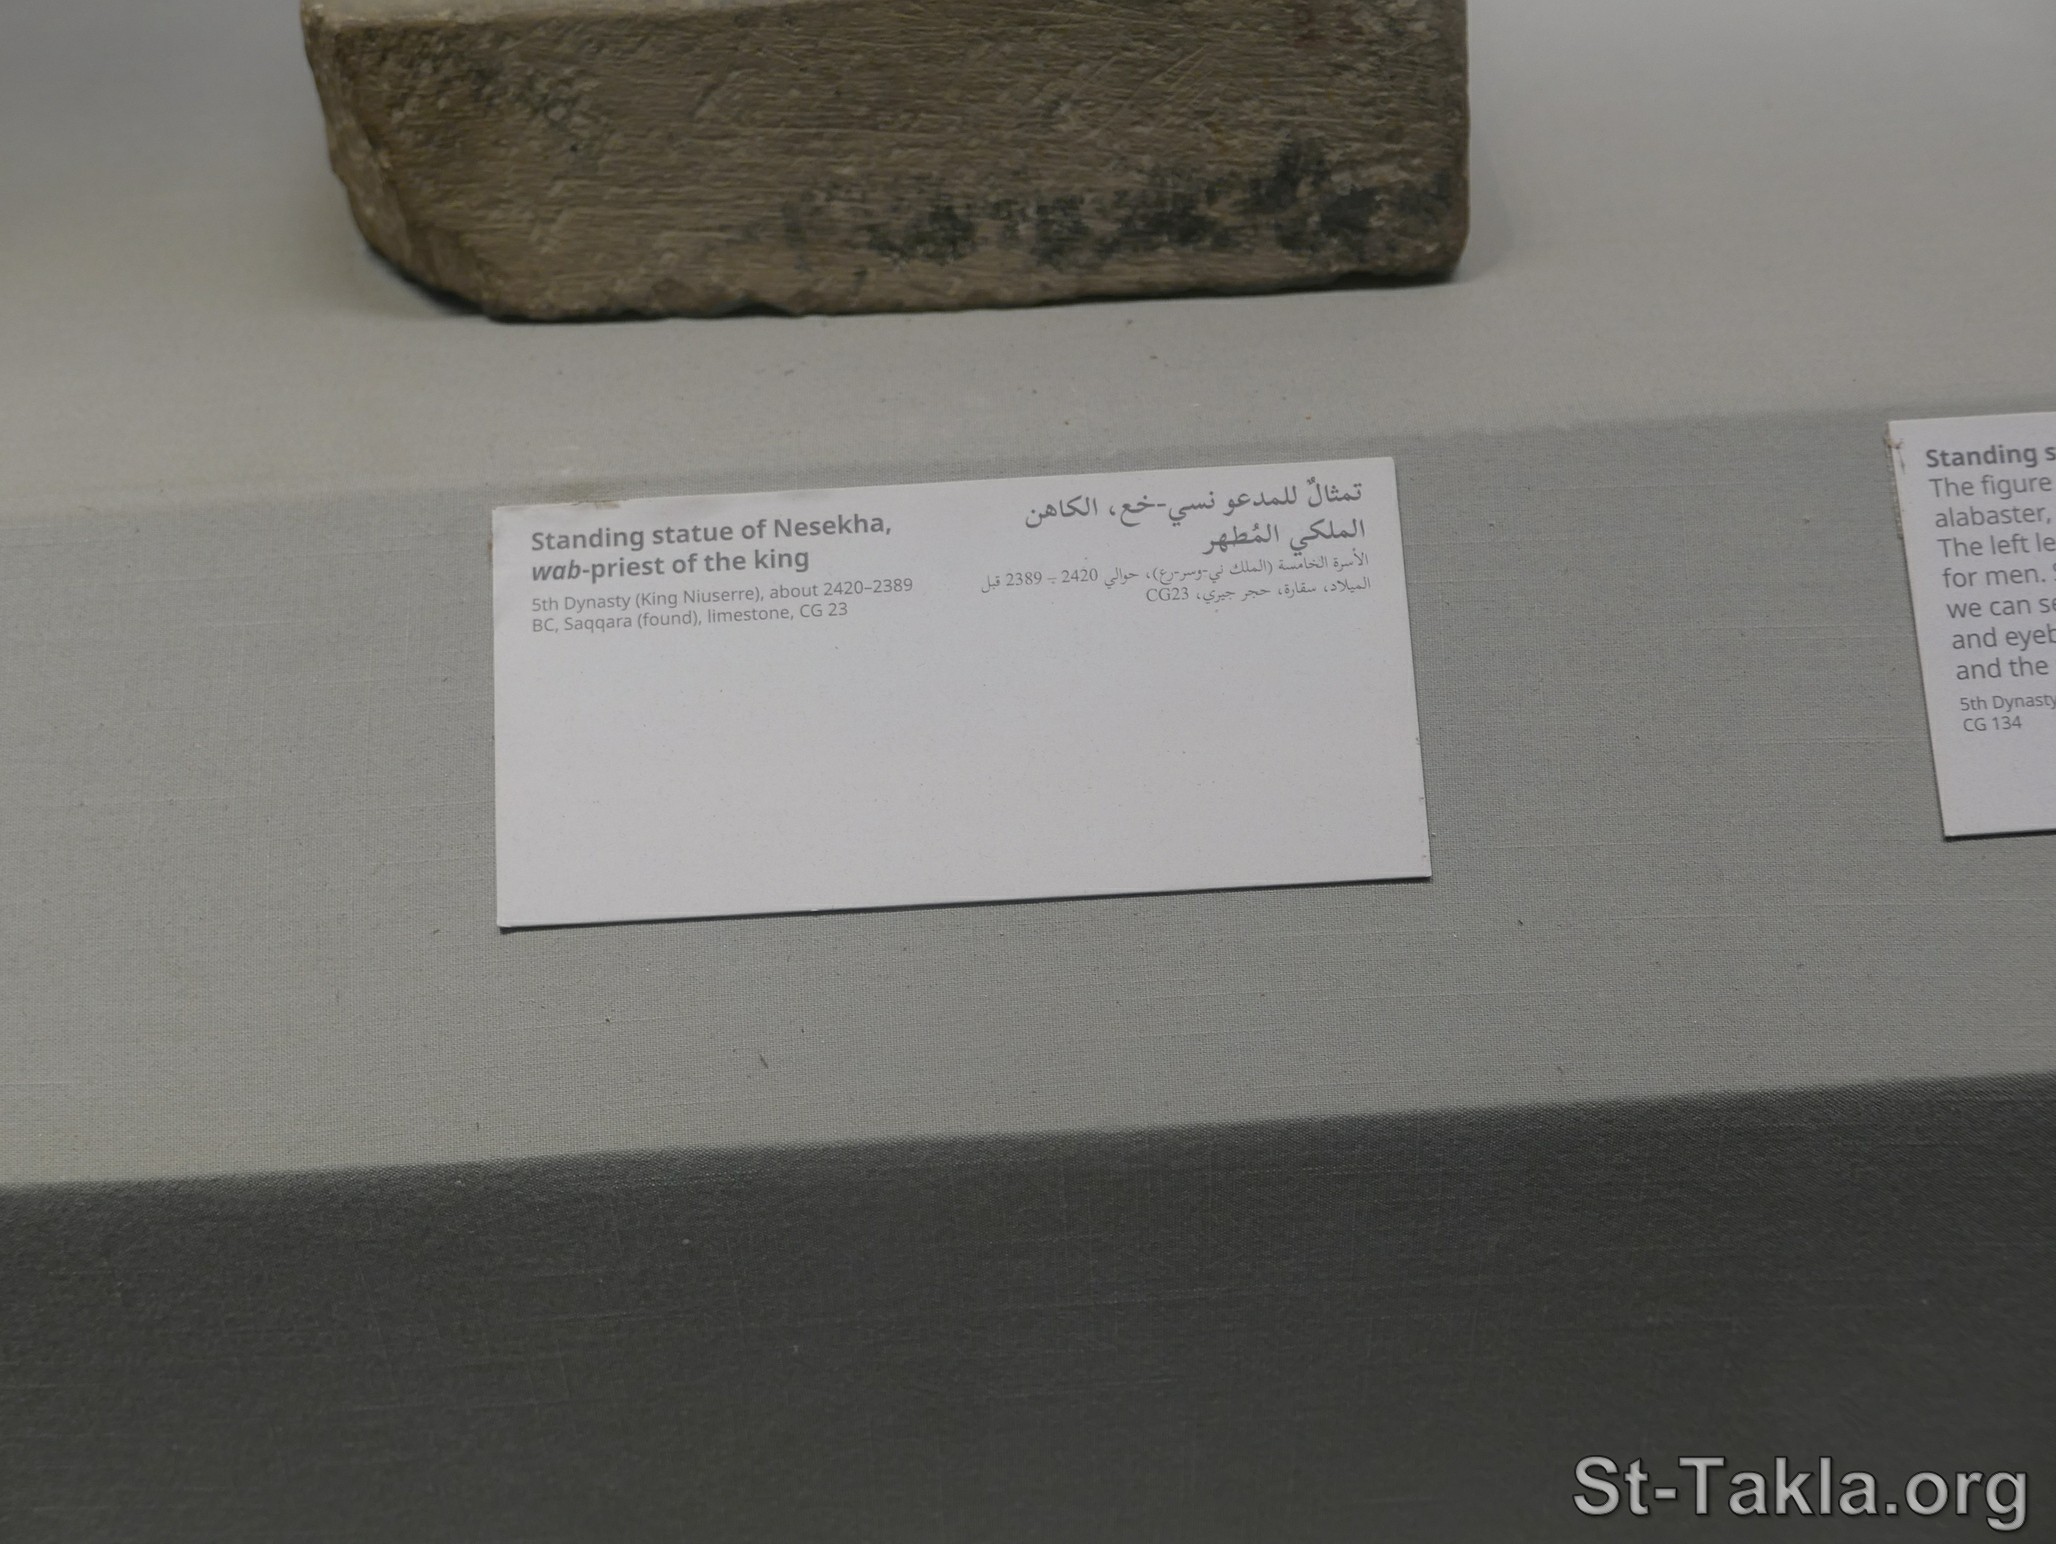 Standing statue of Nesekha,
wab-priest of the king
5th Dynasty (King Niuserre), about 2420–2389
BC, Saqqara (found), limestone, CG 23
تمثالٌ للمدعو نسي-خع، الكاهن
الملكي المُطهر
الأسرة الخامسة (الملك ني-وسر-رع)، حوالي 2420 – 2389 قبل
الميلاد، سقارة، حجر جيري، CG23
Standing
The figure
alabaster,
The left
for men.
we can
and
and the
5th Dynasty
CG 134
St-Takla.org